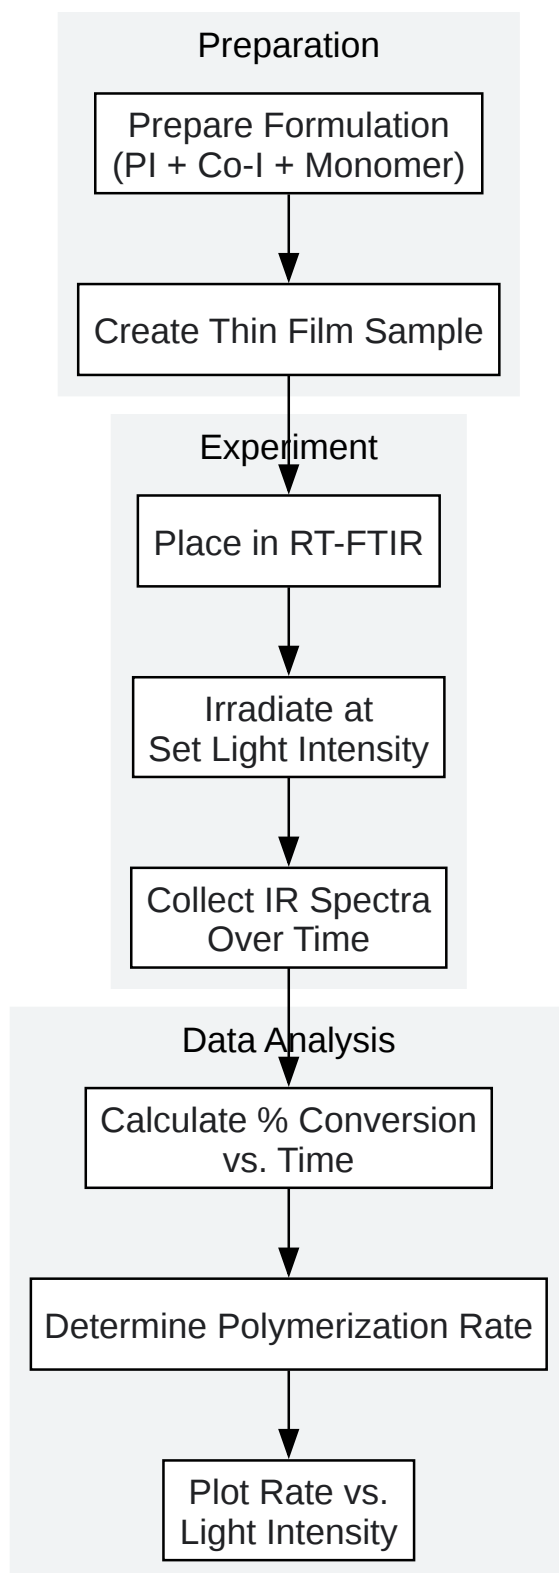 Preparation
Prepare Formulation
(PI + Co-I + Monomer)
Create Thin Film Sample
Experiment
Place in RT-FTIR
Irradiate at
Set Light Intensity
Collect IR Spectra
Over Time
Data Analysis
Calculate % Conversion
vs. Time
Determine Polymerization Rate
Plot Rate vs.
Light Intensity